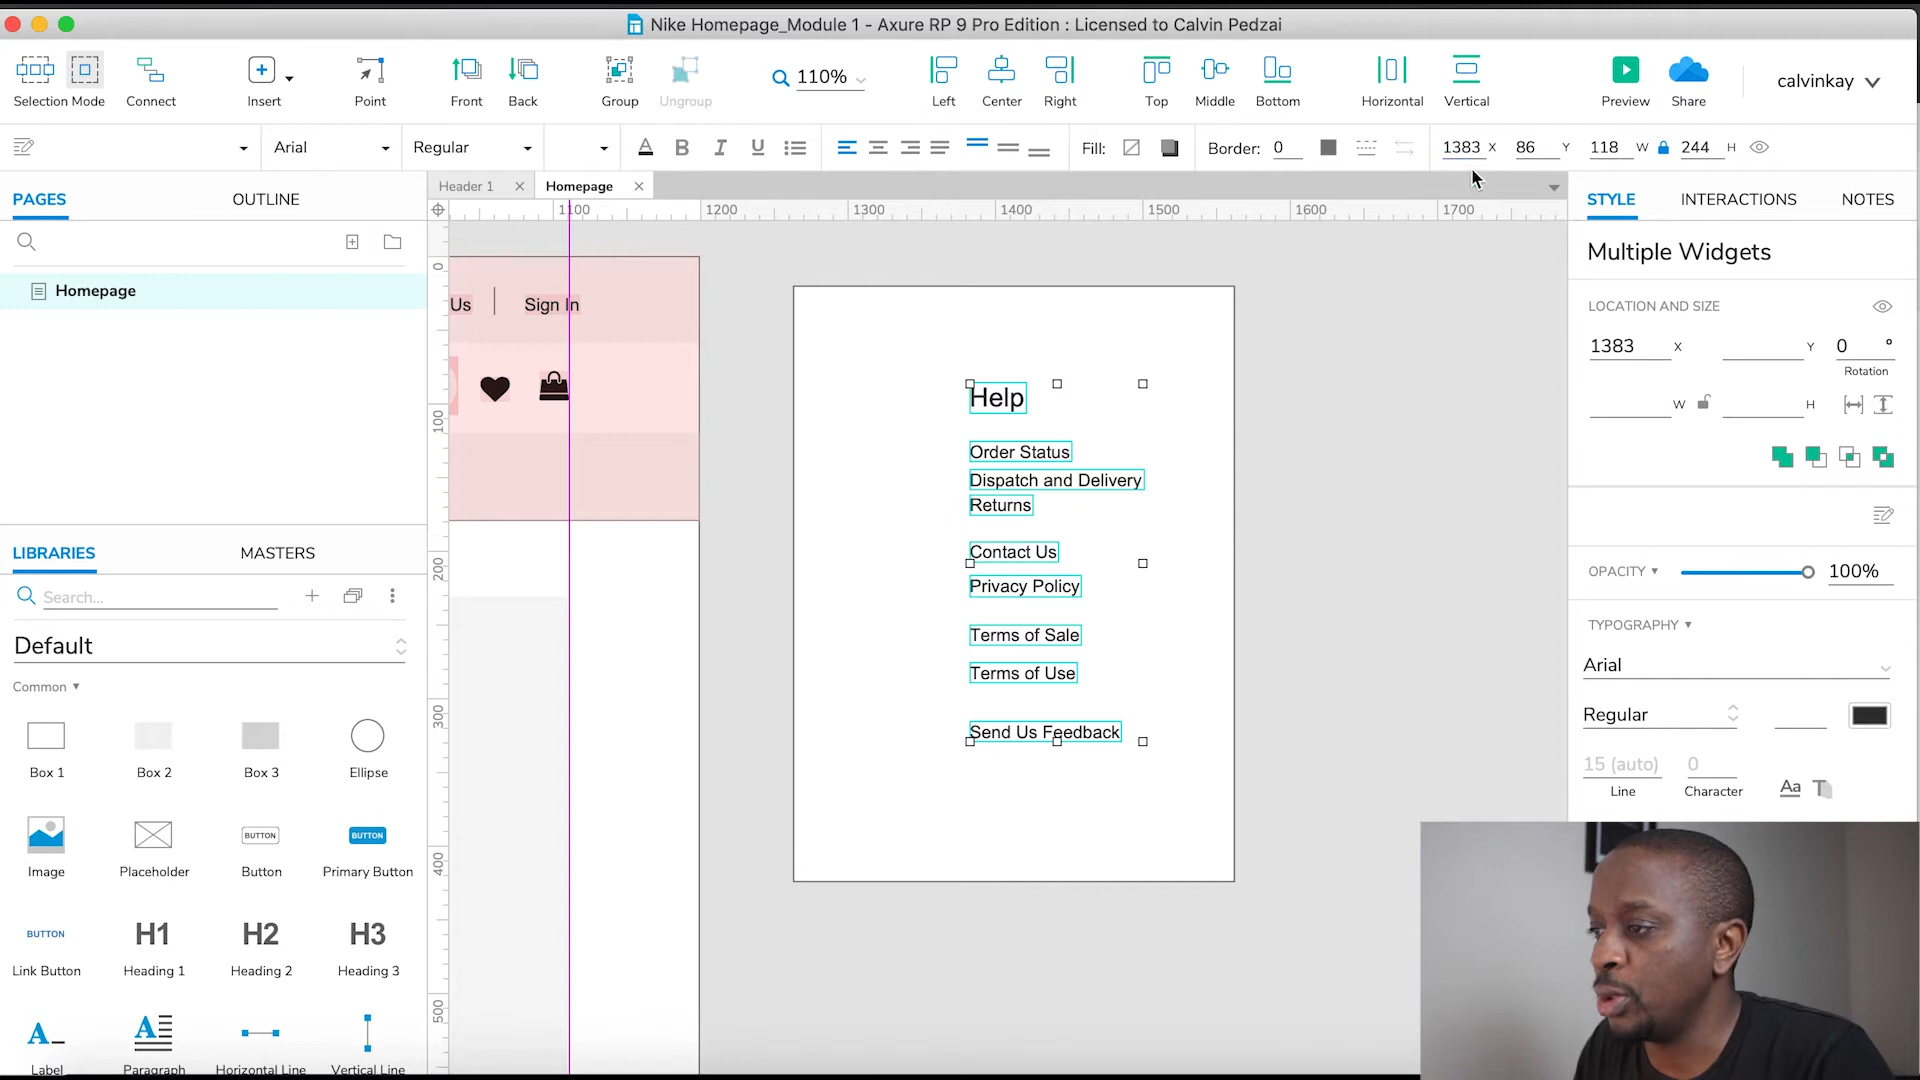 Nike Homepage_Module 1 - Axure RP 9 Pro Edition : Licensed to Calvin Pedzai
Selection Mode
Connect
Insert
Point
Front
Back
Group
Ungroup
110%
Left
Center
Right
Top
Middle
Bottom
Horizontal
Vertical
Preview
Share
calvinkay
Arial
Regular
A B I U
Fill:
Border: 0
1383 X 86 Y 118 W 244 H
PAGES
OUTLINE
Header 1
Homepage
1100 1200 1300 1400 1500 1600 1700
Homepage
0
100
200
300
400
500
Us
Sign In
Help
Order Status
Dispatch and Delivery
Returns
Contact Us
Privacy Policy
Terms of Sale
Terms of Use
Send Us Feedback
LIBRARIES
MASTERS
Search...
Default
Common
Box 1
Box 2
Box 3
Ellipse
BUTTON
BUTTON
Image
Placeholder
Button
Primary Button
BUTTON
H1
H2
H3
Link Button
Heading 1
Heading 2
Heading 3
A
A
Label
Paragraph
Horizontal Line
Vertical Line
STYLE
INTERACTIONS
NOTES
Multiple Widgets
LOCATION AND SIZE
1383 X
Y
0 °
Rotation
W
H
OPACITY
100%
TYPOGRAPHY
Arial
Regular
15 (auto)
0
Line
Character
Aa
T